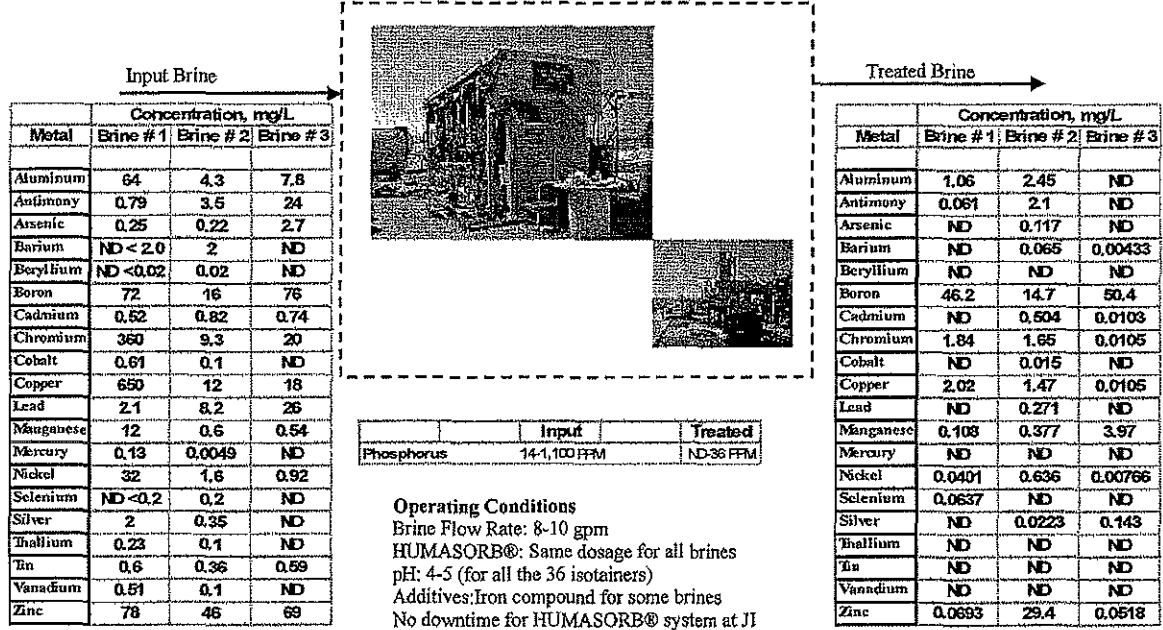 Input Brine
Concentration, mg/L
Metal Brine # 1 Brine # 2 Brine # 3
Aluminum 64 4.3 7.8
Antimony 0.79 3.5 24
Arsenic 0.25 0.22 2.7
Barium ND < 2.0 2 ND
Beryllium ND <0.02 0.02 ND
Boron 72 16 76
Cadmium 0.52 0.82 0.74
Chromium 360 9.3 20
Cobalt 0.61 0.1 ND
Copper 650 12 18
Lead 2.1 8.2 26
Manganese 12 0.6 0.54
Mercury 0.13 0.0049 ND
Nickel 32 1.6 0.92
Selenium ND <0.2 0.2 ND
Silver 2 0.35 ND
Thallium 0.23 0.1 ND
Tin 0.6 0.36 0.59
Vanadium 0.51 0.1 ND
Zinc 78 46 69
Input Treated
Phosphorus 14-1,100 PPM ND-36 PPM
Operating Conditions
Brine Flow Rate: 8-10 gpm
HUMASORB®: Same dosage for all brines
pH: 4-5 (for all the 36 isotainers)
Additives:Iron compound for some brines
No downtime for HUMASORB® system at JI
Treated Brine
Concentration, mg/L
Metal Brine # 1 Brine # 2 Brine # 3
Aluminum 1.06 2.45 ND
Antimony 0.061 2.1 ND
Arsenic ND 0.117 ND
Barium ND 0.065 0.00433
Beryllium ND ND ND
Boron 46.2 14.7 50.4
Cadmium ND 0.504 0.0103
Chromium 1.84 1.65 0.0105
Cobalt ND 0.015 ND
Copper 2.02 1.47 0.0105
Lead ND 0.271 ND
Manganese 0.108 0.377 3.97
Mercury ND ND ND
Nickel 0.0401 0.636 0.00766
Selenium 0.0637 ND ND
Silver ND 0.0223 0.143
Thallium ND ND ND
Tin ND ND ND
Vanadium ND ND ND
Zinc 0.0693 29.4 0.0518